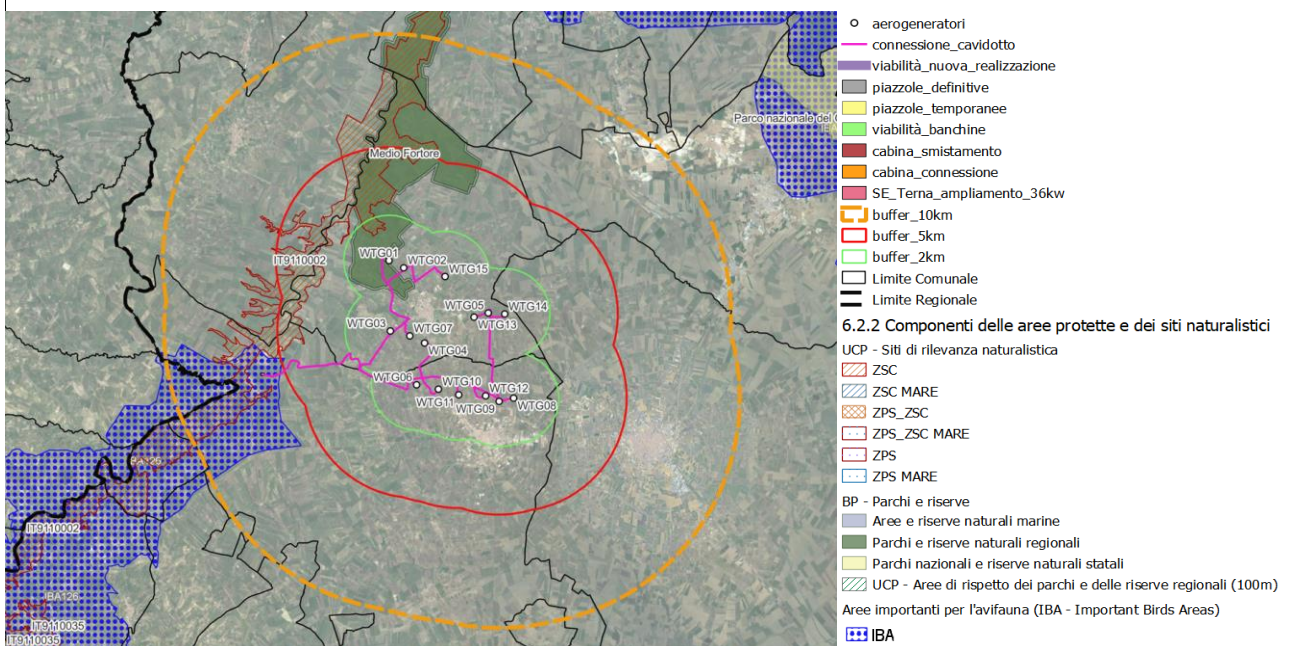 Parco nazionale del G
Medio Fortore
IT9110002
WTG01
WTG02
WTG15
WTG05
WTG14
WTG13
WTG03
WTG07
WTG04
WTG06
WTG10
WTG12
WTG11
WTG09
WTG08
BA126
IT9110002
BA126
IT9110035
IT9110035
aerogeneratori
connessione_cavidotto
viabilità_nuova_realizzazione
piazzole_definitive
piazzole_temporanee
viabilità_banchine
cabina_smistamento
cabina_connessione
SE_Terna_ampliamento_36kw
buffer_10km
buffer_5km
buffer_2km
Limite Comunale
Limite Regionale
6.2.2 Componenti delle aree protette e dei siti naturalistici
UCP - Siti di rilevanza naturalistica
ZSC
ZSC MARE
ZPS_ZSC
ZPS_ZSC MARE
ZPS
ZPS MARE
BP - Parchi e riserve
Aree e riserve naturali marine
Parchi e riserve naturali regionali
Parchi nazionali e riserve naturali statali
UCP - Aree di rispetto dei parchi e delle riserve regionali (100m)
Aree importanti per l'avifauna (IBA - Important Birds Areas)
IBA